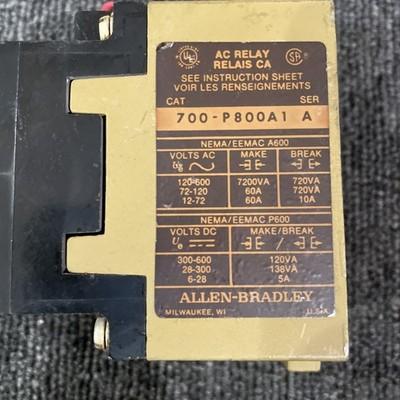 AC RELAY
RELAIS CA
SEE INSTRUCTION SHEET
VOIR LES RENSEIGNEMENTS
CAT SER
700-P800A1 A
NEMA/EEMAC A600
VOLTS AC MAKE BREAK
120-600 7200VA 720VA
72-120 60A 720VA
12-72 60A 10A
NEMA/EEMAC P600
VOLTS DC MAKE/BREAK
Ue /
300-600 120VA
28-300 138VA
6-28 5A
ALLEN-BRADLEY
MILWAUKEE, WI U.S.A.